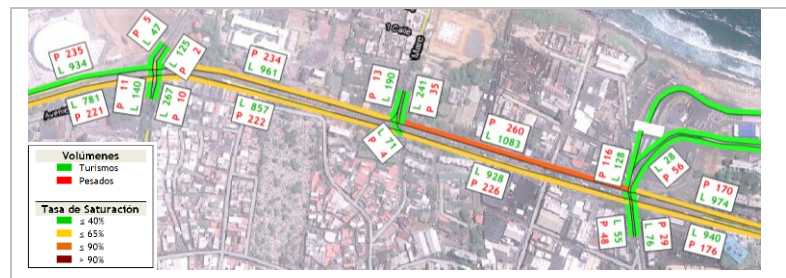 P 5
L 47
L 125
P 2
P 235
L 934
P 234
L 961
1 Calle
Mare
P 13
L 190
L 241
P 35
P 11
L 140
L 267
P 10
L 781
P 221
L 857
P 222
P 260
L 1083
L 71
P 4
P 116
L 128
L 28
P 56
P 170
L 974
L 928
P 226
P 48
L 55
L 76
P 29
L 940
P 176
Volúmenes
Turismos
Pesados
Tasa de Saturación
≤ 40%
≤ 65%
≤ 90%
> 90%